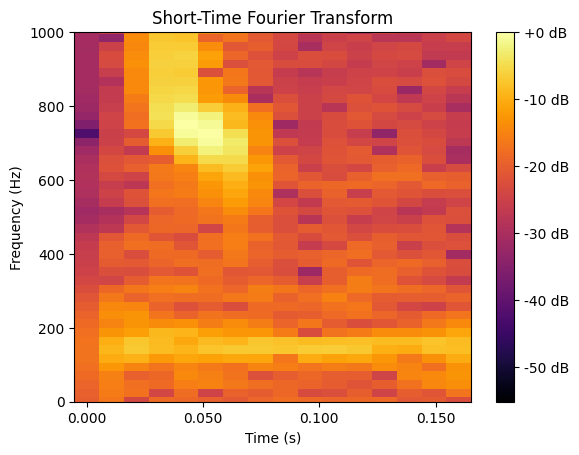 Short-Time Fourier Transform
1000
800
600
400
200
0
Frequency (Hz)
0.000
0.050
0.100
0.150
Time (s)
+0 dB
-10 dB
-20 dB
-30 dB
-40 dB
-50 dB